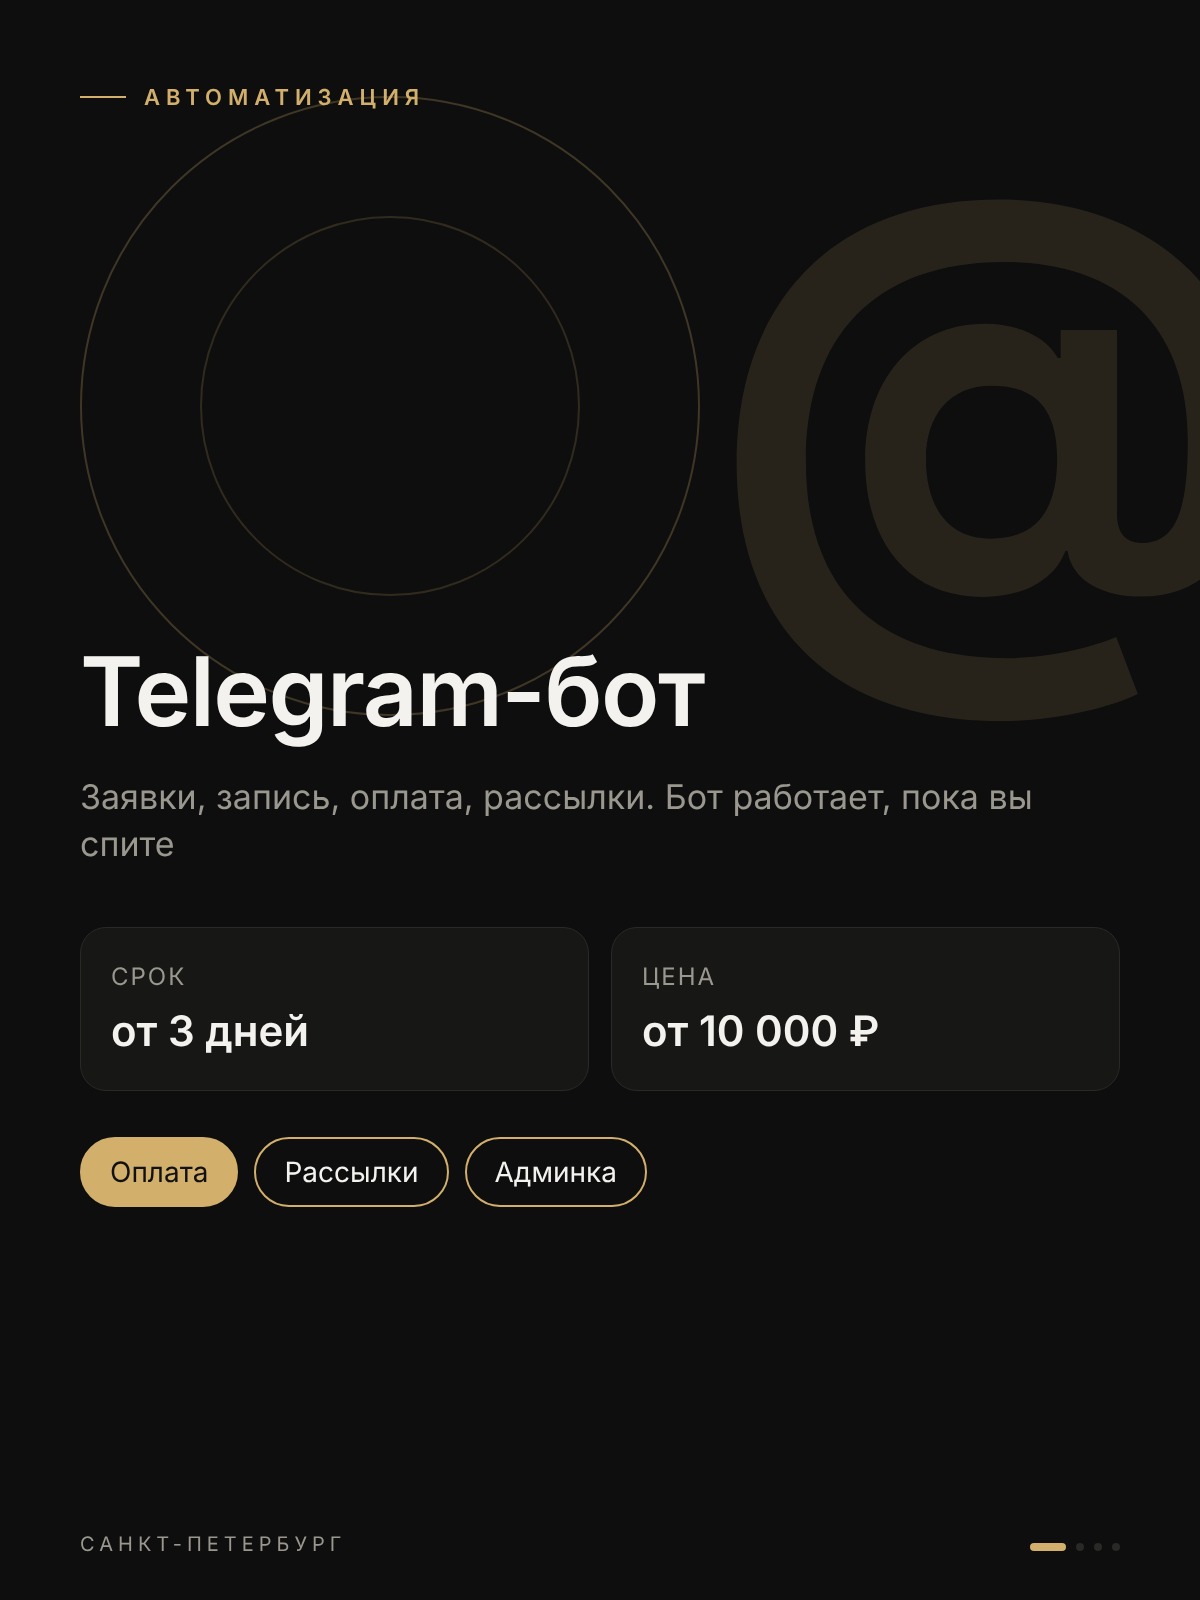 АВТОМАТИЗАЦИЯ
@
Telegram-бот
Заявки, запись, оплата, рассылки. Бот работает, пока вы
спите
СРОК
от 3 дней
ЦЕНА
от 10 000 ₽
Оплата
Рассылки
Админка
САНКТ-ПЕТЕРБУРГ